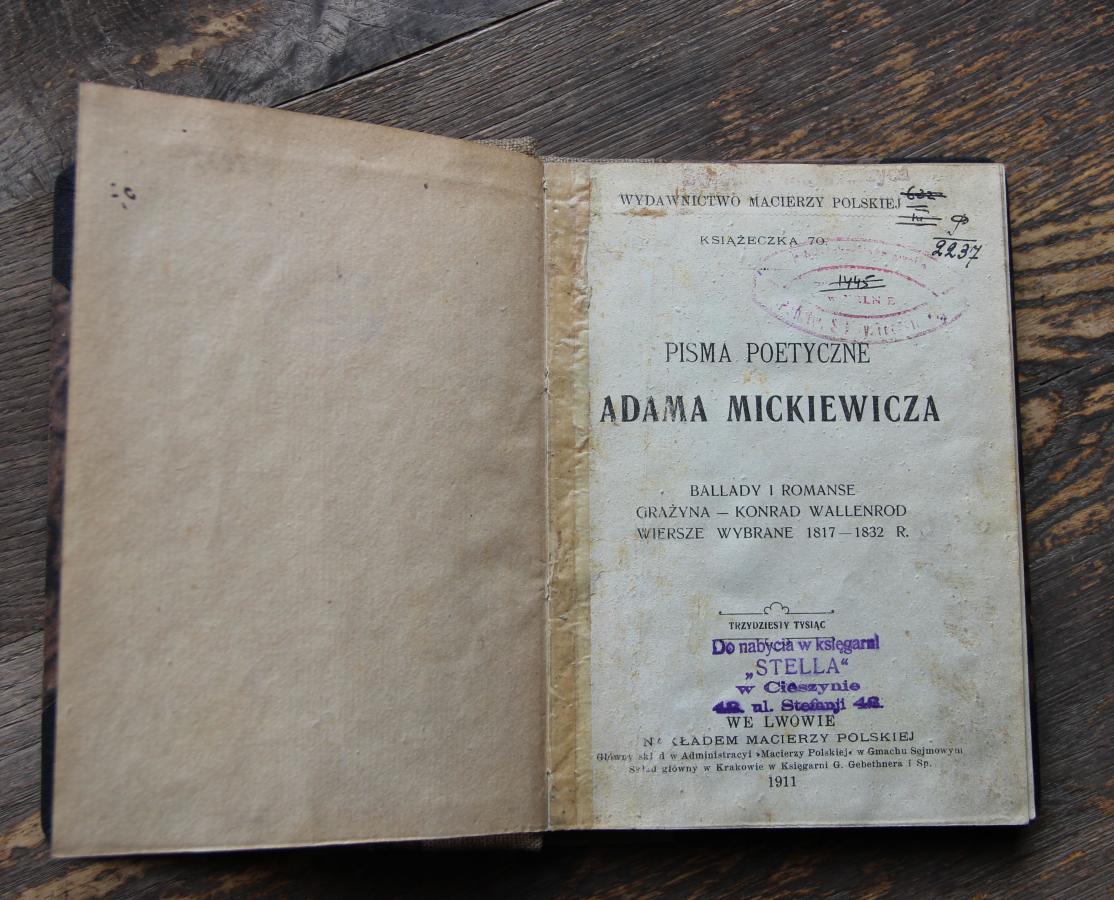 WYDAWNICTWO MACIERZY POLSKIEJ
2237
KSIĄŻECZKA 70.
1445
PISMA POETYCZNE
ADAMA MICKIEWICZA
BALLADY I ROMANSE
GRAŻYNA — KONRAD WALLENROD
WIERSZE WYBRANE 1817—1832 R.
TRZYDZIESTY TYSIĄC
Do nabycia w księgarni
„STELLA“
w Cieszynie
42. ul. Stefanji 42.
WE LWOWIE
NAKŁADEM MACIERZY POLSKIEJ
Główny skład w Administracyi »Macierzy Polskiej« w Gmachu Sejmowym
Skład główny w Krakowie w Księgarni G. Gebethnera i Sp.
1911